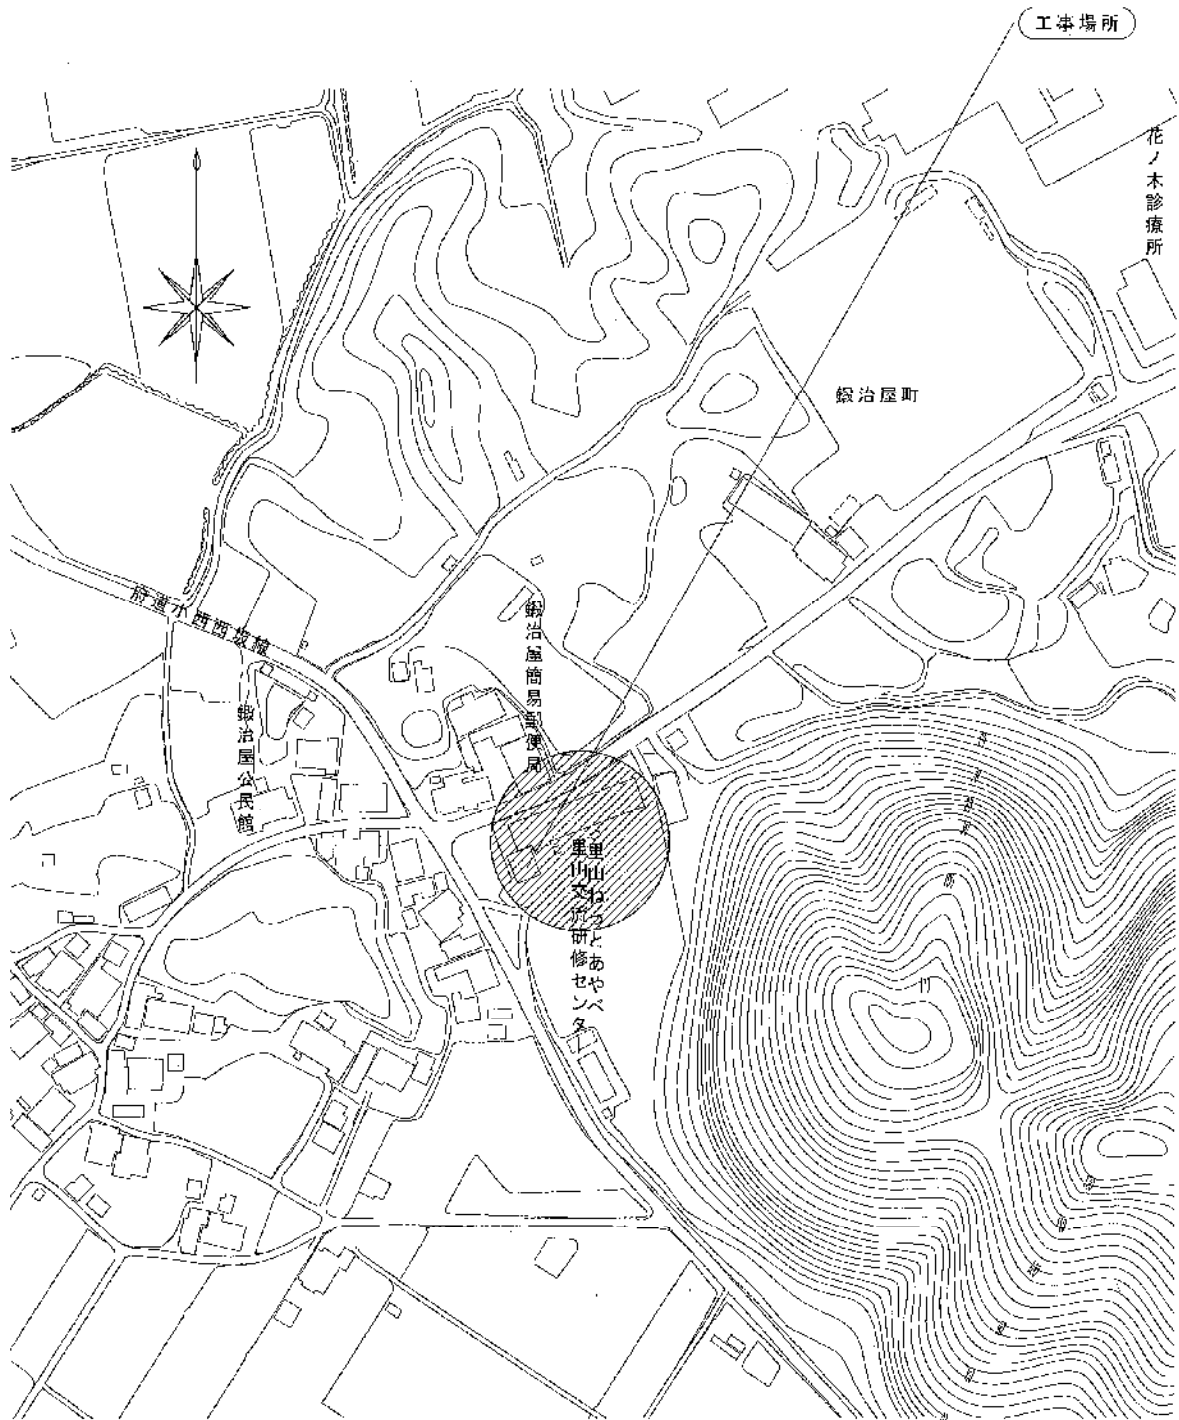 工事場所
花ノ木診療所
鍛治屋町
府道小西西坂線
鍛治屋簡易郵便局
鍛治屋公民館
里山ねっとあやべ
里山交流研修センター